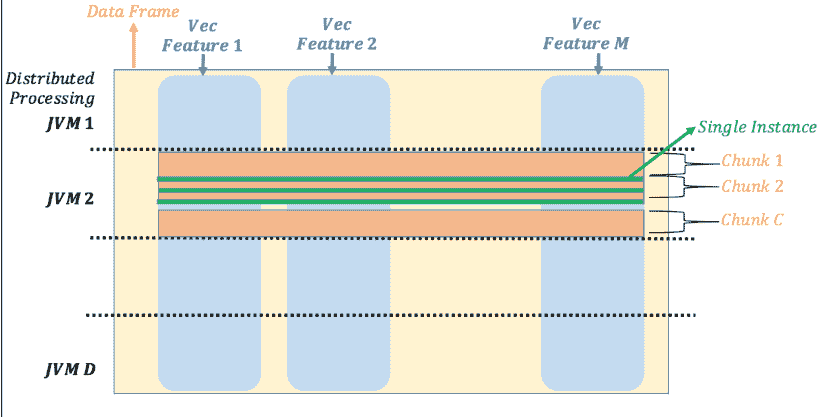 Data Frame
Vec
Feature 1
Vec
Feature 2
Vec
Feature M
Distributed
Processing
JVM 1
Single Instance
Chunk 1
Chunk 2
JVM 2
Chunk C
JVM D